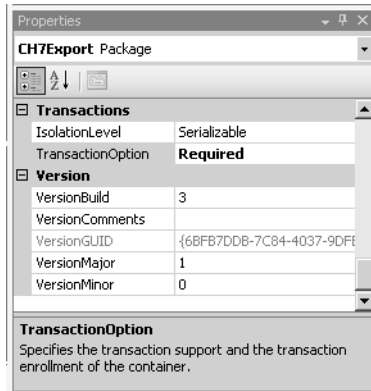 Properties
CH7Export Package
A
Z
Transactions
IsolationLevel Serializable
TransactionOption Required
Version
VersionBuild 3
VersionComments
VersionGUID {6BFB7DDB-7C84-4037-9DFB
VersionMajor 1
VersionMinor 0
TransactionOption
Specifies the transaction support and the transaction
enrollment of the container.